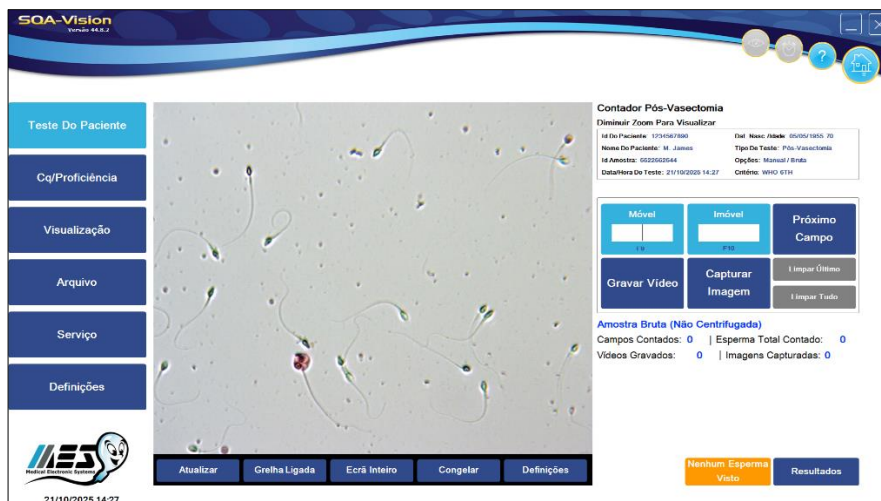 SQA-Vision
Versão 44.8.2
?
Teste Do Paciente
Cq/Proficiência
Visualização
Arquivo
Serviço
Definições
MES
Medical Electronic Systems
21/10/2025 14:27
Atualizar
Grelha Ligada
Ecrã Inteiro
Congelar
Definições
Contador Pós-Vasectomia
Diminuir Zoom Para Visualizar
Id Do Paciente: 1234567890
Dat. Nasc. /Idade: 05/05/1955 70
Nome Do Paciente: M. James
Tipo De Teste: Pós-Vasectomia
Id Amostra: 6622662644
Opções: Manual / Bruta
Data/Hora Do Teste: 21/10/2025 14:27
Critério: WHO 6TH
Móvel
Imóvel
F10
Próximo
Campo
Gravar Vídeo
Capturar
Imagem
Limpar Último
Limpar Tudo
Amostra Bruta (Não Centrifugada)
Campos Contados: 0 | Esperma Total Contado: 0
Vídeos Gravados: 0 | Imagens Capturadas: 0
Nenhum Esperma
Visto
Resultados